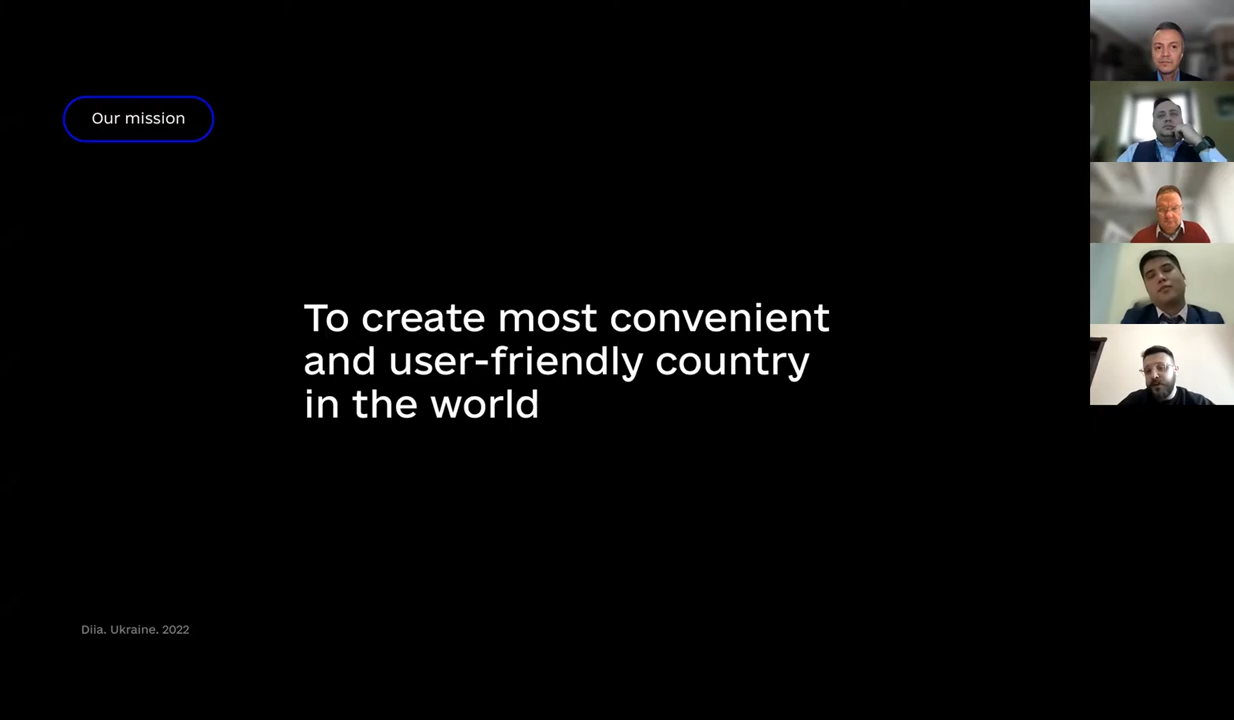 Our mission
To create most convenient
and user-friendly country
in the world
Diia. Ukraine. 2022